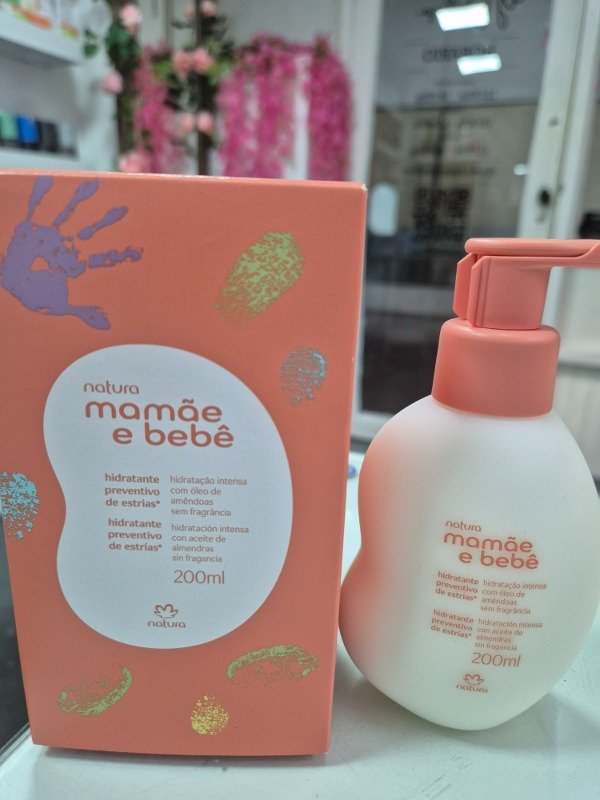 natura
mamãe
e bebê
hidratante
preventivo
de estrias*
hidratação intensa
com óleo de
amêndoas
sem fragrância
hidratante
preventivo
de estrias*
hidratación intensa
con aceite de
almendras
sin fragancia
200ml
natura
natura
mamãe
e bebê
hidratante
preventivo
de estrias*
hidratação intensa
com óleo de
amêndoas
sem fragrância
hidratante
preventivo
de estrias*
hidratación intensa
con aceite de
almendras
sin fragancia
200ml
natura